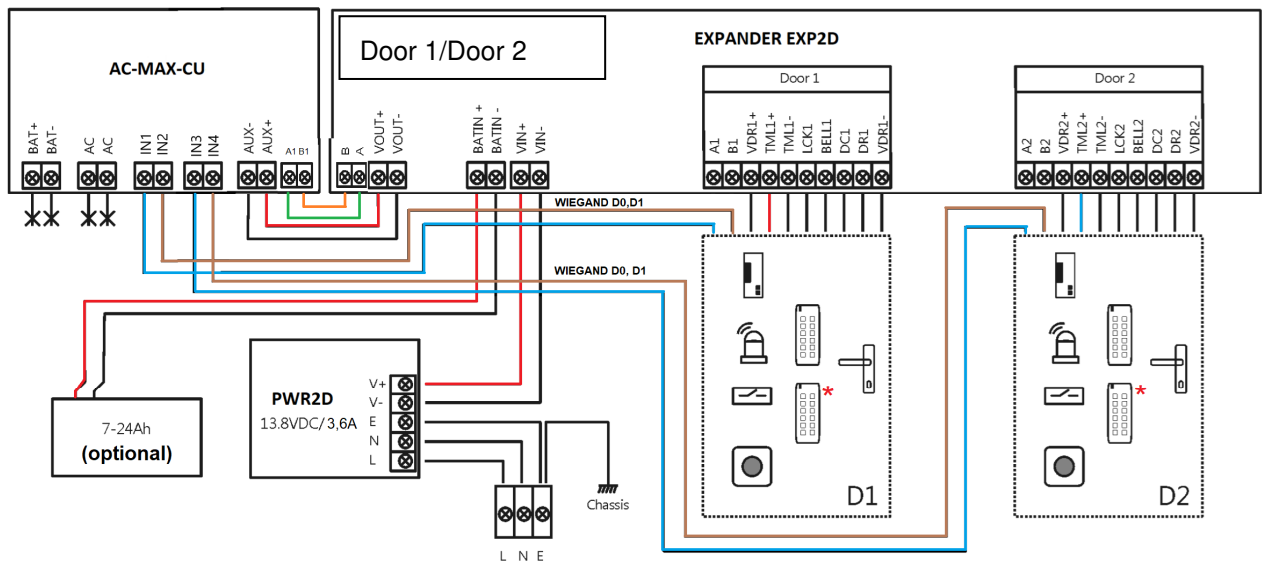 AC-MAX-CU
BAT+
BAT-
AC
AC
IN1
IN2
IN3
IN4
AUX-
AUX+
A1 B1
Door 1/Door 2
EXPANDER EXP2D
B
A
VOUT+
VOUT-
BATIN +
BATIN -
VIN+
VIN-
Door 1
A1
B1
VDR1+
TML1+
TML1-
LCK1
BELL1
DC1
DR1
VDR1-
Door 2
A2
B2
VDR2+
TML2+
TML2-
LCK2
BELL2
DC2
DR2
VDR2-
WIEGAND D0,D1
WIEGAND D0, D1
7-24Ah
(optional)
PWR2D
13.8VDC/ 3,6A
V+
V-
E
N
L
Chassis
L N E
*
D1
*
D2